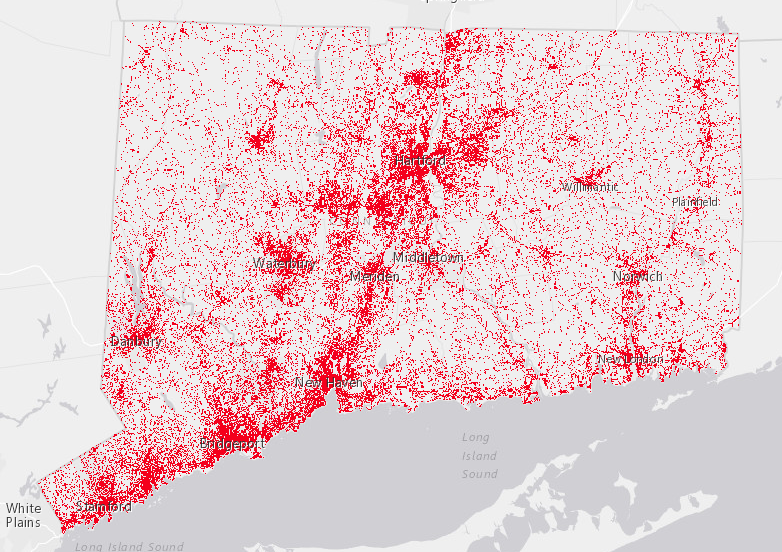 Hartford
Willimantic
Plainfield
Waterbury
Middletown
Meriden
Norwich
Danbury
New London
New Haven
Bridgeport
Long
Island
Sound
Stamford
White
Plains
Long Island Sound